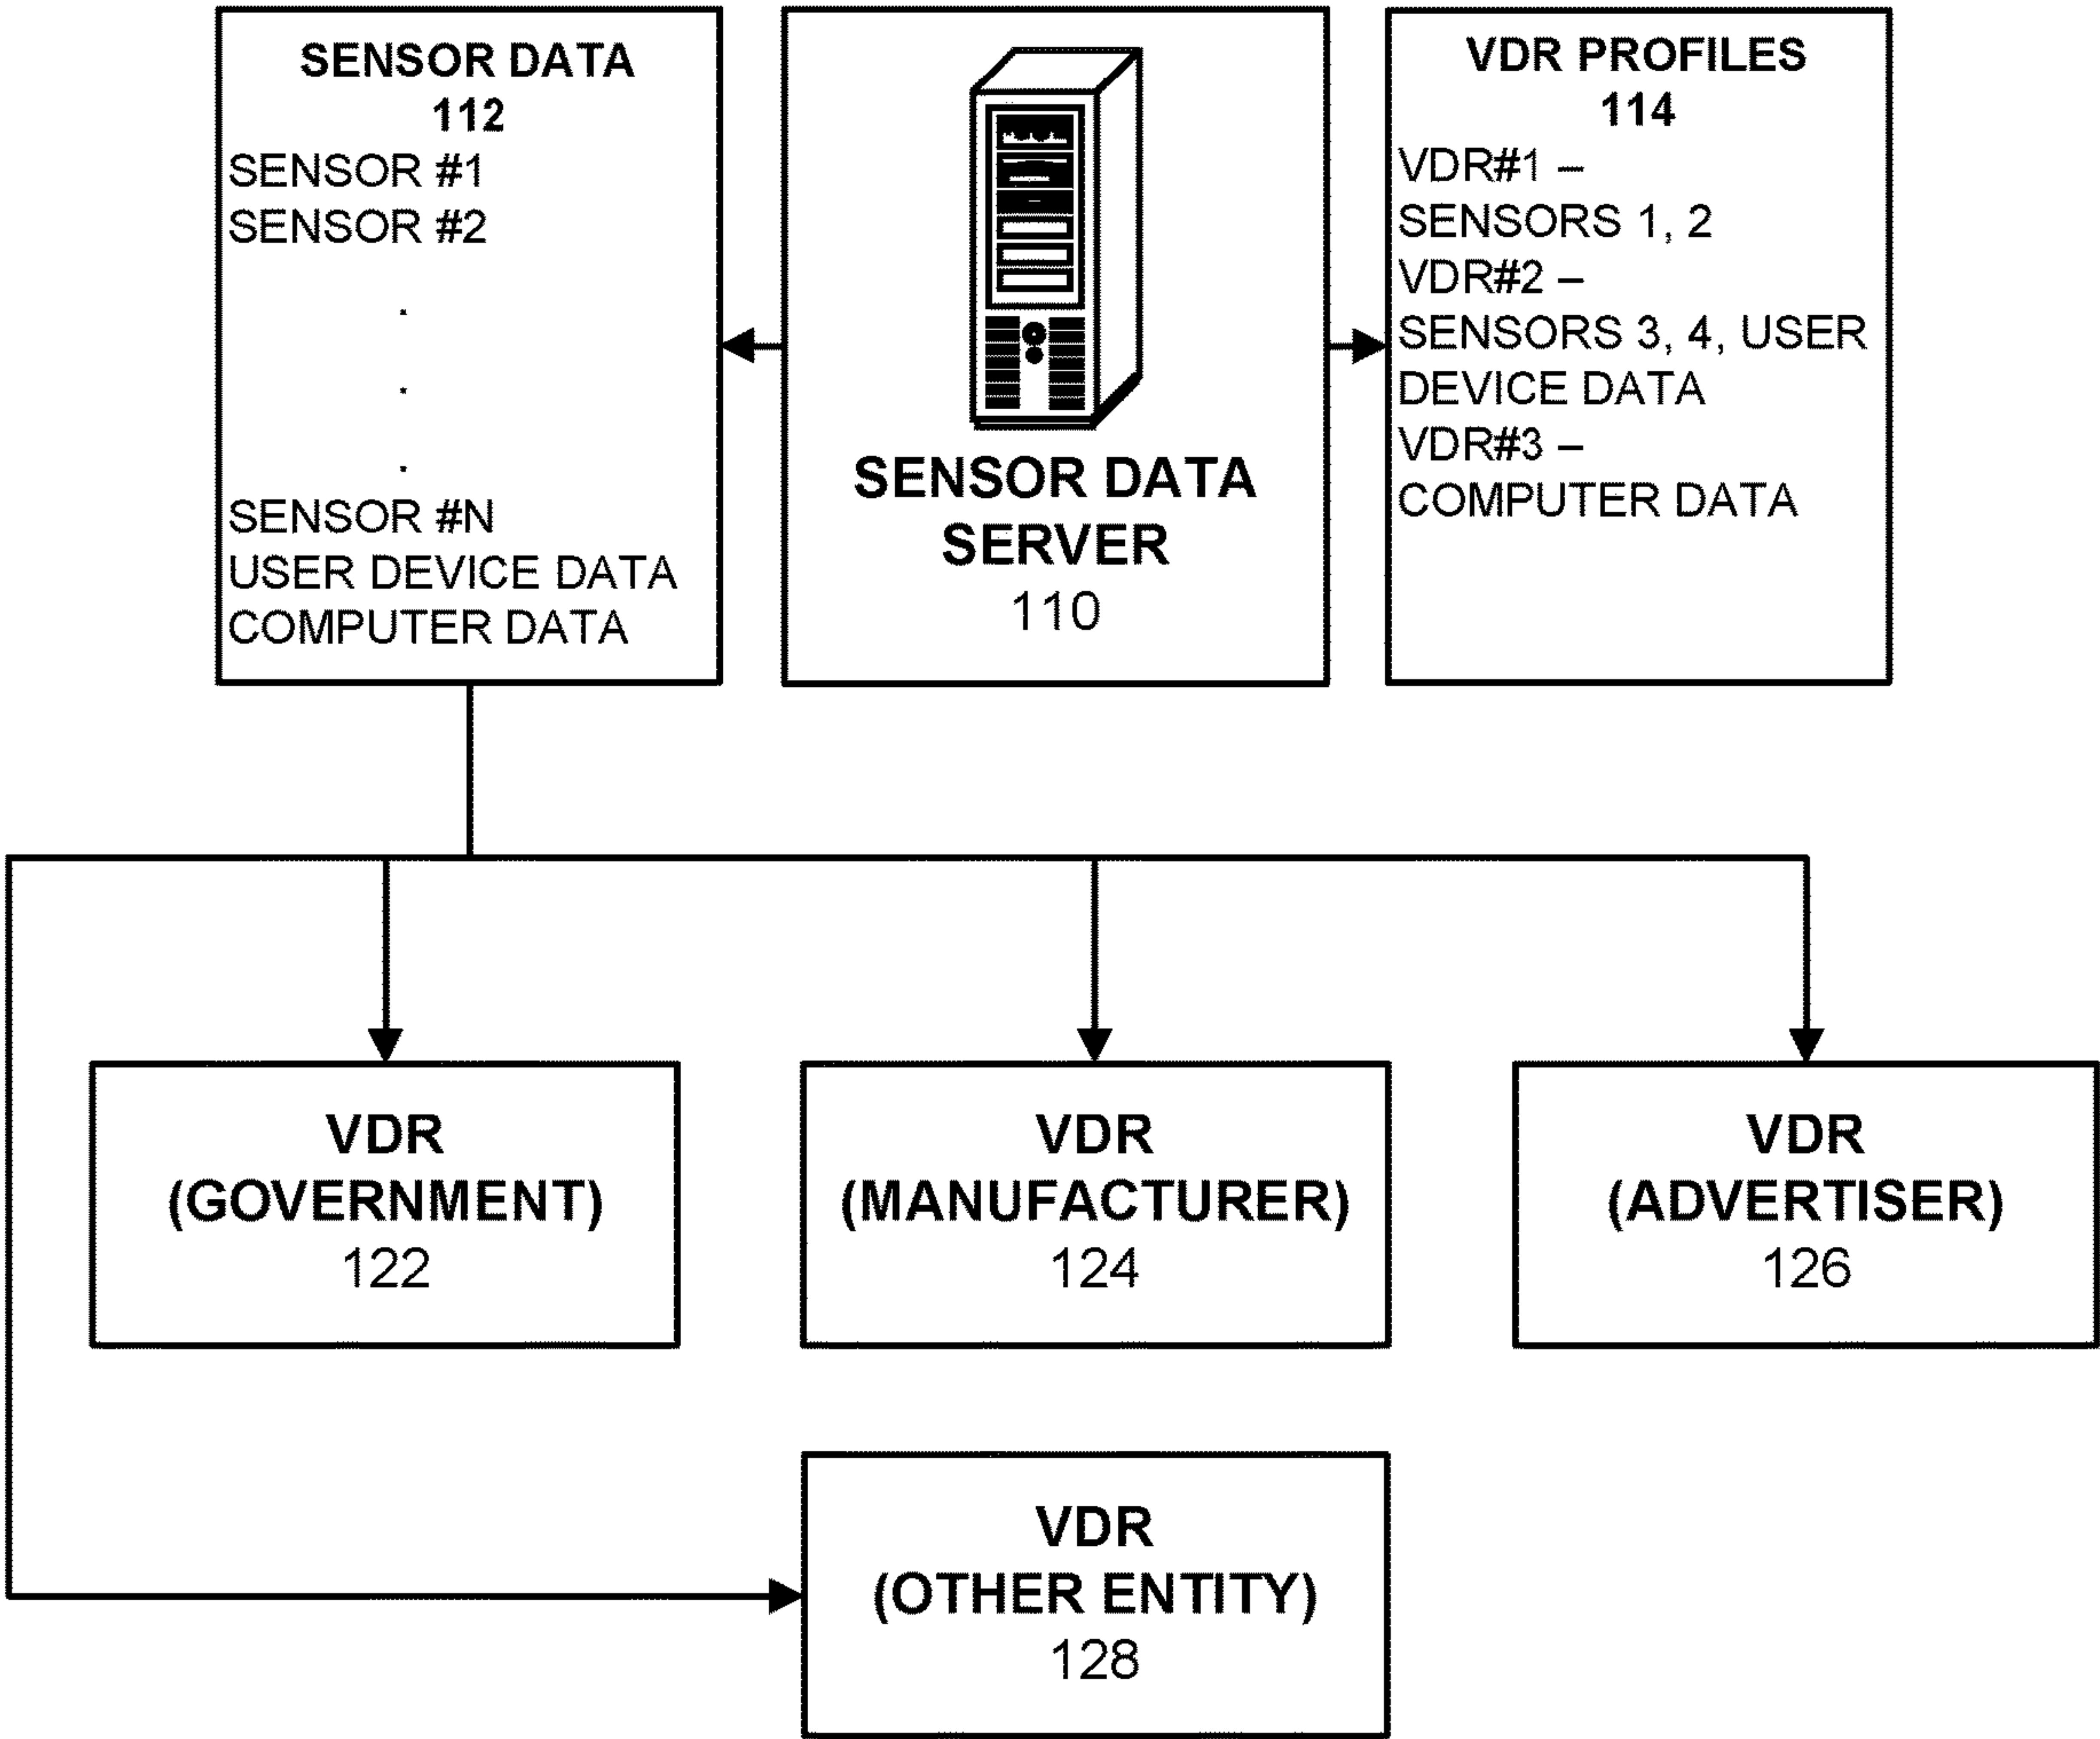 SENSOR DATA
112
SENSOR #1
SENSOR #2
.
.
.
SENSOR #N
USER DEVICE DATA
COMPUTER DATA
SENSOR DATA
SERVER
110
VDR PROFILES
114
VDR#1 –
SENSORS 1, 2
VDR#2 –
SENSORS 3, 4, USER
DEVICE DATA
VDR#3 –
COMPUTER DATA
VDR
(GOVERNMENT)
122
VDR
(MANUFACTURER)
124
VDR
(ADVERTISER)
126
VDR
(OTHER ENTITY)
128